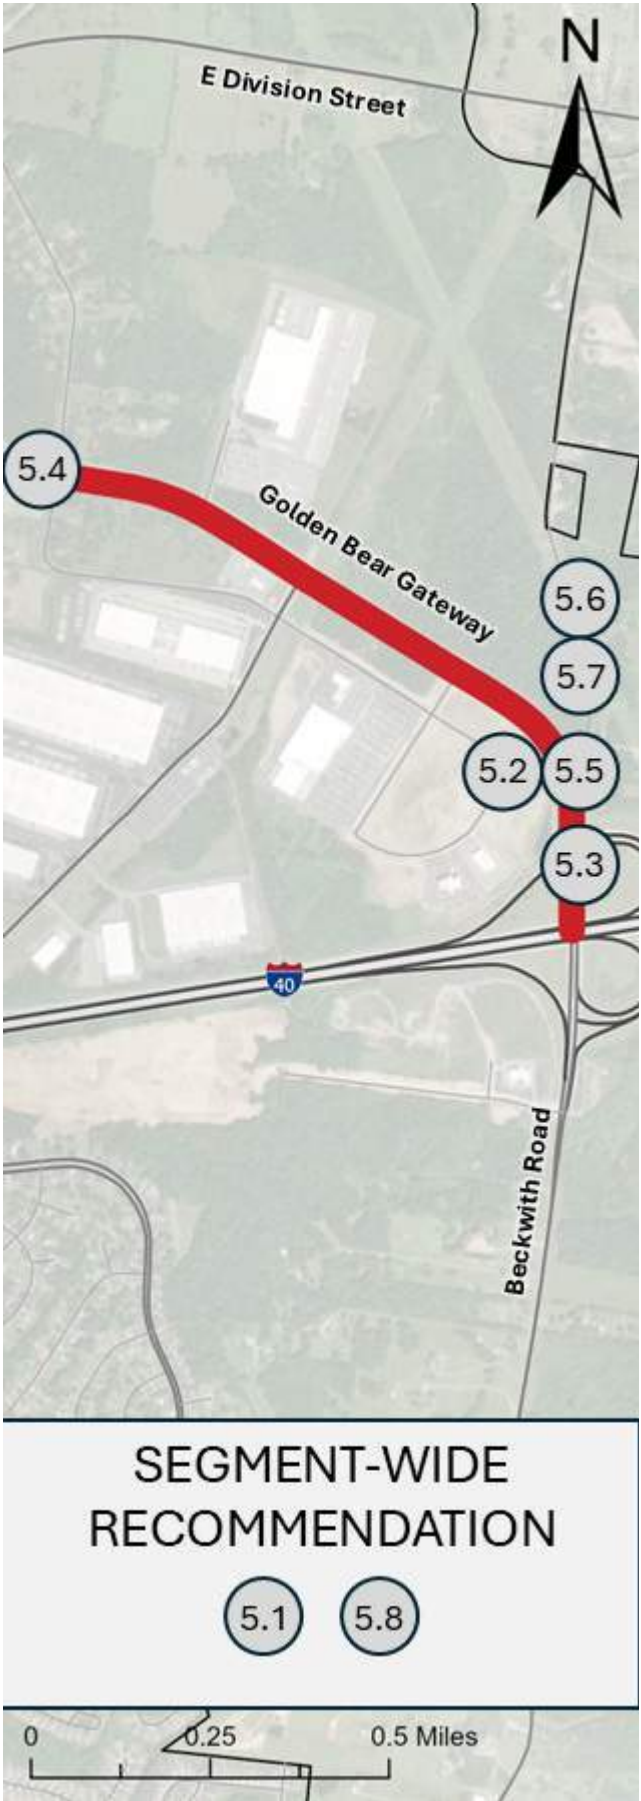 N
E Division Street
5.4
Golden Bear Gateway
5.6
5.7
5.2
5.5
5.3
40
Beckwith Road
SEGMENT-WIDE
RECOMMENDATION
5.1 5.8
0 0.25 0.5 Miles